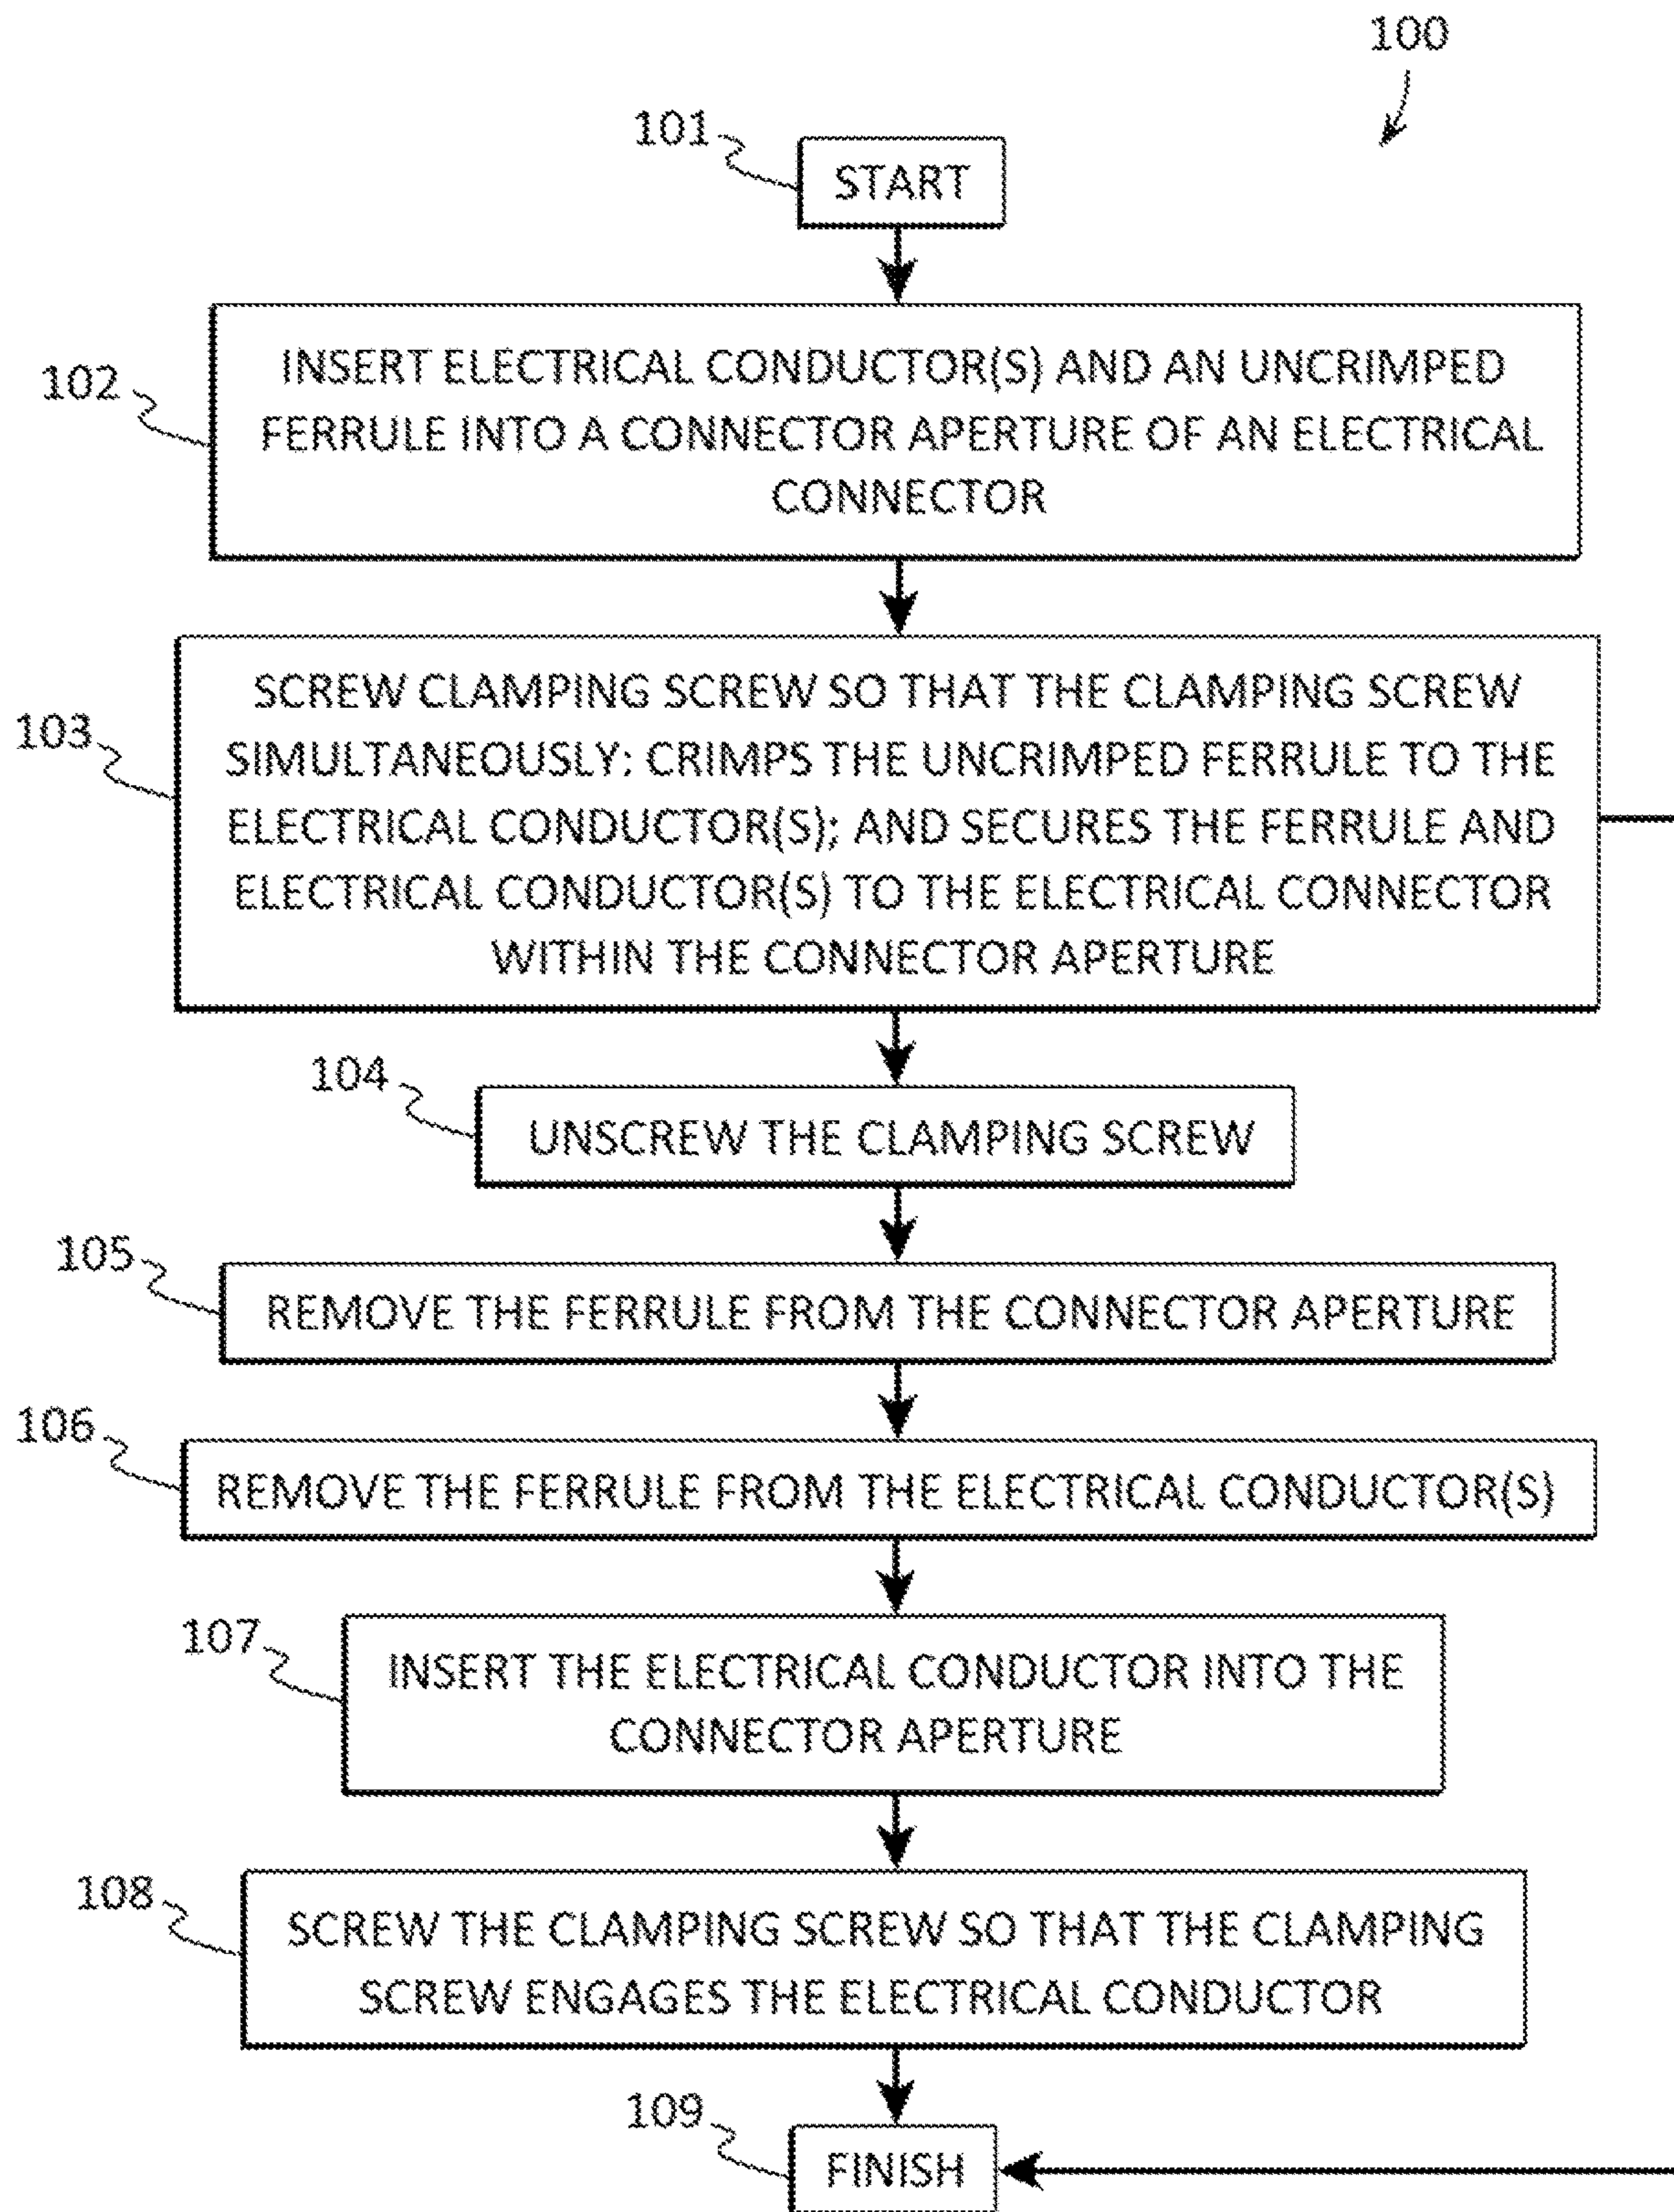 100
101
START
102
INSERT ELECTRICAL CONDUCTOR(S) AND AN UNCRIMPED
FERRULE INTO A CONNECTOR APERTURE OF AN ELECTRICAL
CONNECTOR
103
SCREW CLAMPING SCREW SO THAT THE CLAMPING SCREW
SIMULTANEOUSLY: CRIMPS THE UNCRIMPED FERRULE TO THE
ELECTRICAL CONDUCTOR(S); AND SECURES THE FERRULE AND
ELECTRICAL CONDUCTOR(S) TO THE ELECTRICAL CONNECTOR
WITHIN THE CONNECTOR APERTURE
104
UNSCREW THE CLAMPING SCREW
105
REMOVE THE FERRULE FROM THE CONNECTOR APERTURE
106
REMOVE THE FERRULE FROM THE ELECTRICAL CONDUCTOR(S)
107
INSERT THE ELECTRICAL CONDUCTOR INTO THE
CONNECTOR APERTURE
108
SCREW THE CLAMPING SCREW SO THAT THE CLAMPING
SCREW ENGAGES THE ELECTRICAL CONDUCTOR
109
FINISH